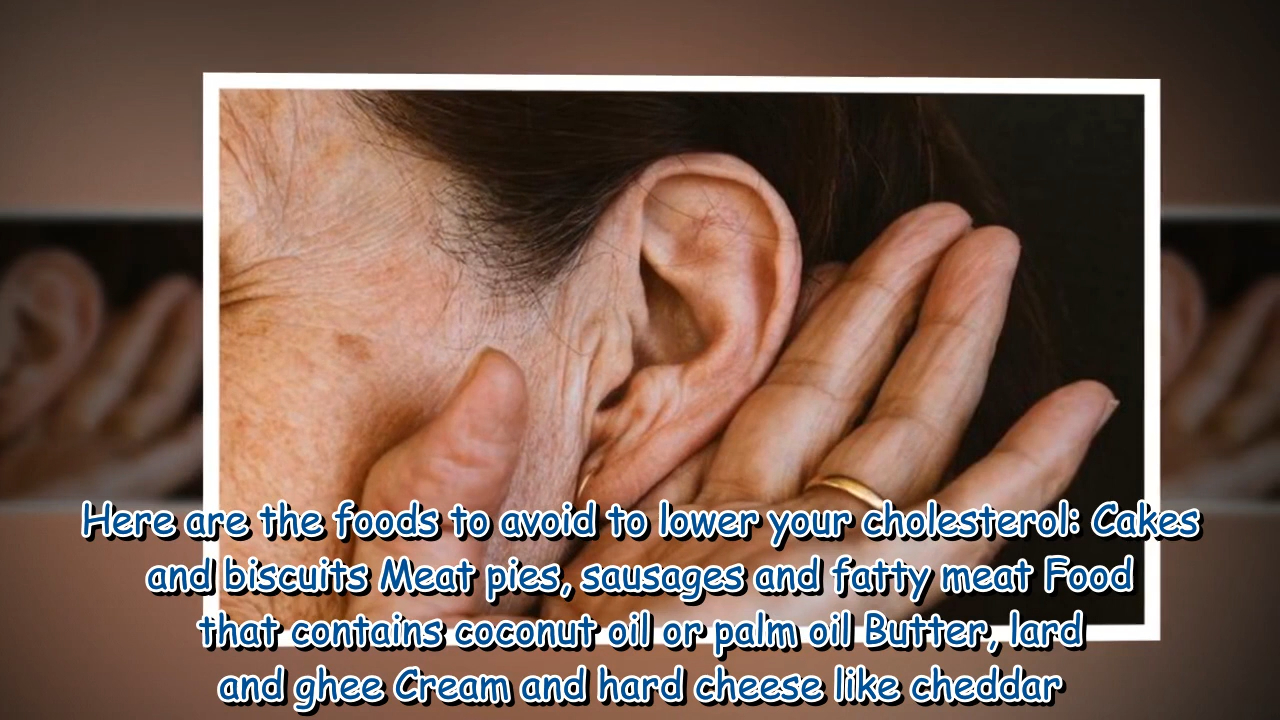 Here are the foods to avoid to lower your cholesterol: Cakes
and biscuits Meat pies, sausages and fatty meat Food
that contains coconut oil or palm oil Butter, lard
and ghee Cream and hard cheese like cheddar